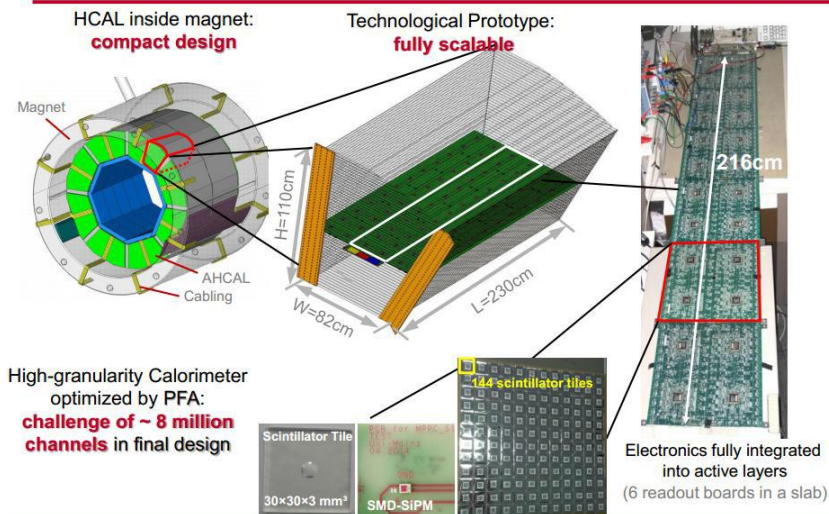 HCAL inside magnet:
compact design
Technological Prototype:
fully scalable
Magnet
AHCAL
Cabling
H=110cm
W=82cm
L=230cm
216cm
High-granularity Calorimeter
optimized by PFA:
challenge of ~ 8 million
channels in final design
Scintillator Tile
30×30×3 mm³
SMD-SiPM
144 scintillator tiles
Electronics fully integrated
into active layers
(6 readout boards in a slab)